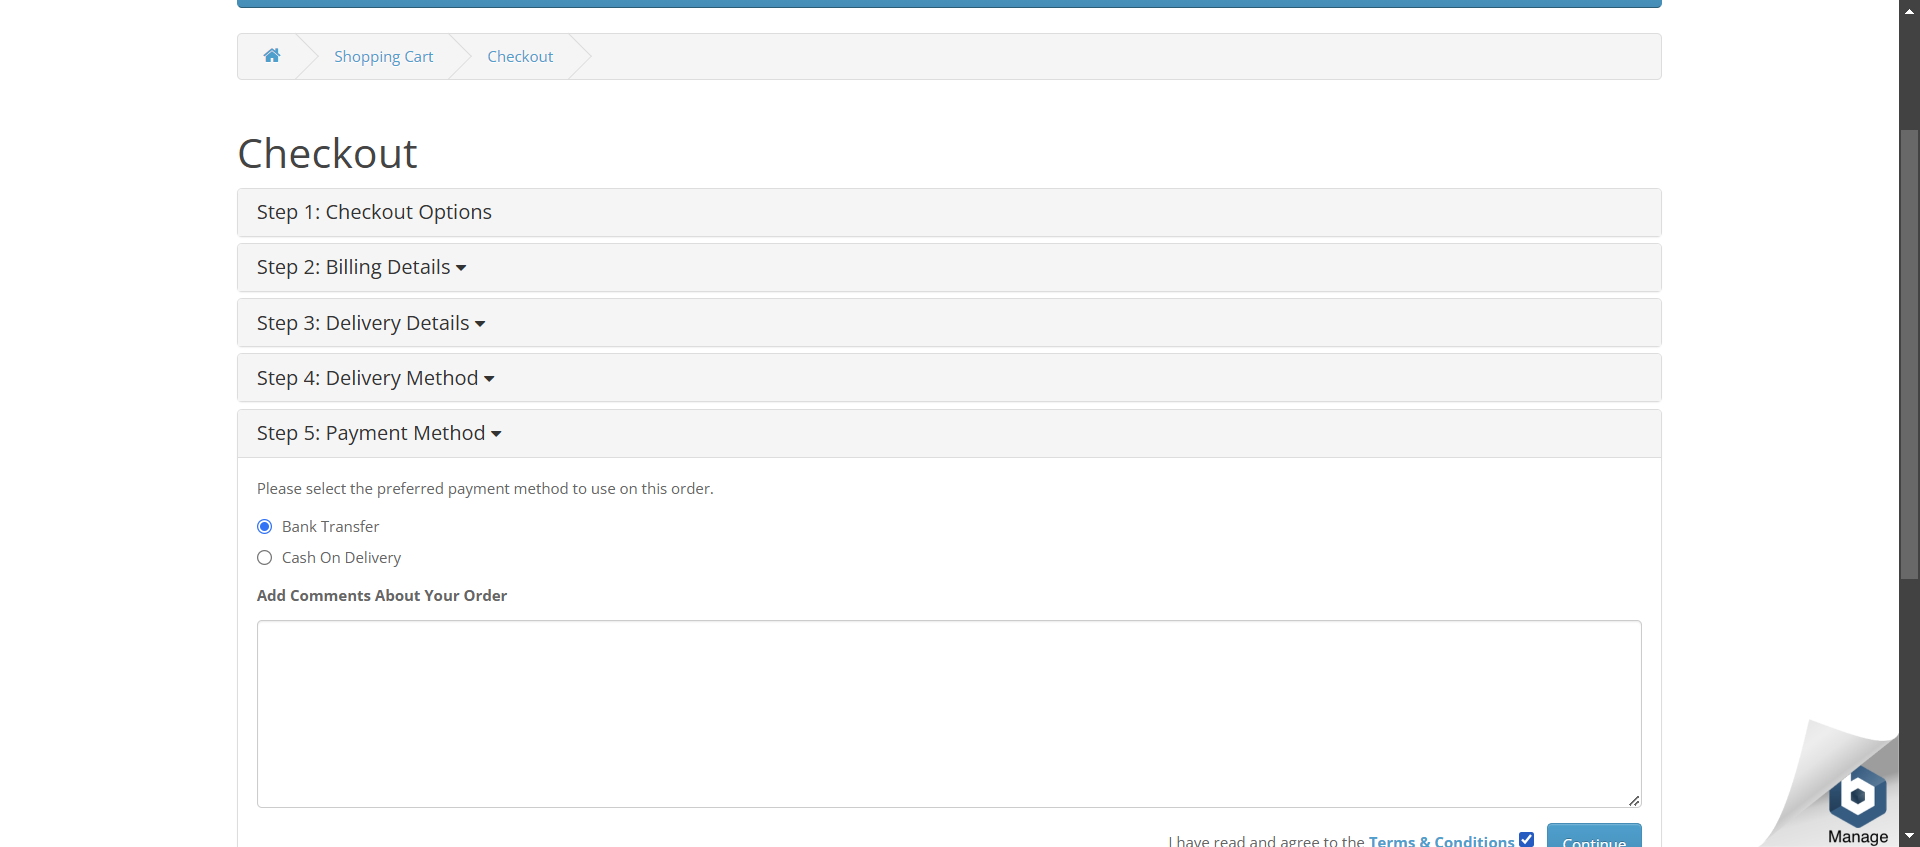 Shopping Cart
Checkout
Checkout
Step 1: Checkout Options
Step 2: Billing Details
Step 3: Delivery Details
Step 4: Delivery Method
Step 5: Payment Method
Please select the preferred payment method to use on this order.
Bank Transfer
Cash On Delivery
Add Comments About Your Order
I have read and agree to the Terms & Conditions
Continue
b
Manage